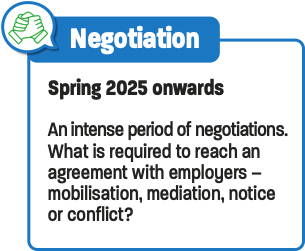 Negotiation
Spring 2025 onwards
An intense period of negotiations.
What is required to reach an
agreement with employers –
mobilisation, mediation, notice
or conflict?